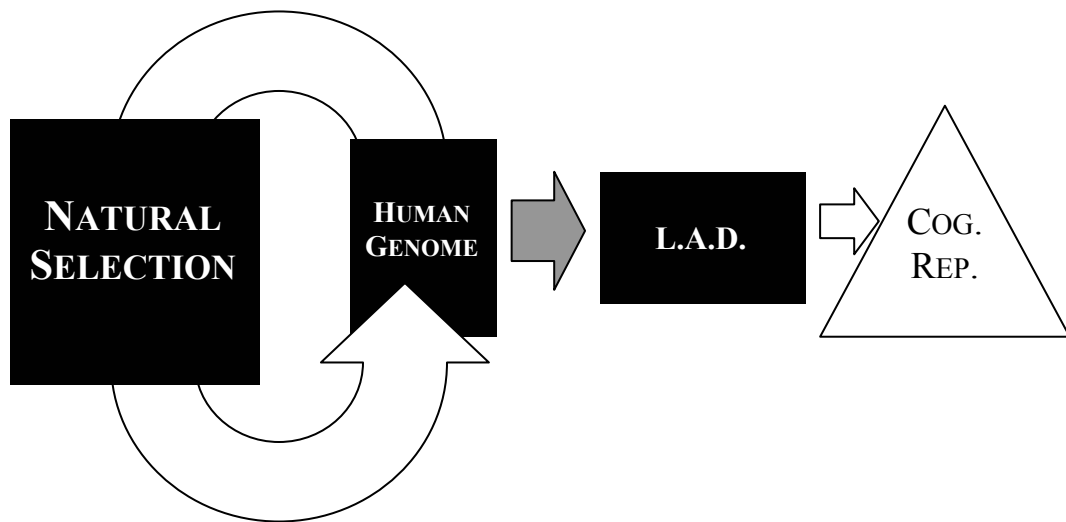 NATURAL
SELECTION
HUMAN
GENOME
L.A.D.
COG.
REP.